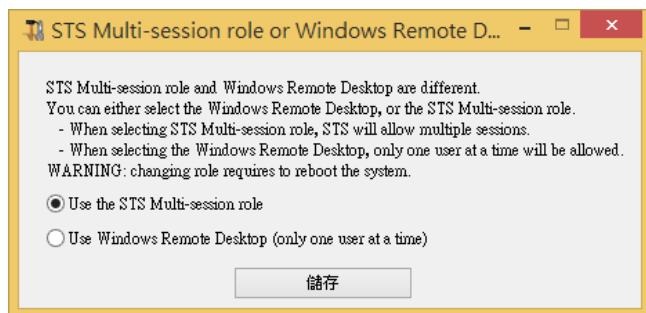 STS Multi-session role or Windows Remote D...
STS Multi-session role and Windows Remote Desktop are different.
You can either select the Windows Remote Desktop, or the STS Multi-session role.
- When selecting STS Multi-session role, STS will allow multiple sessions.
- When selecting the Windows Remote Desktop, only one user at a time will be allowed.
WARNING: changing role requires to reboot the system.
Use the STS Multi-session role
Use Windows Remote Desktop (only one user at a time)
儲存